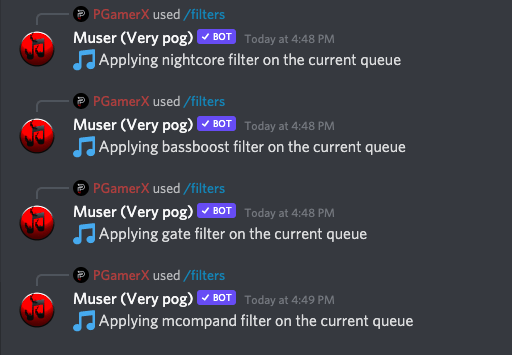 PGamerX used /filters
Muser (Very pog) ✓ BOT Today at 4:48 PM
🎵 Applying nightcore filter on the current queue
PGamerX used /filters
Muser (Very pog) ✓ BOT Today at 4:48 PM
🎵 Applying bassboost filter on the current queue
PGamerX used /filters
Muser (Very pog) ✓ BOT Today at 4:48 PM
🎵 Applying gate filter on the current queue
PGamerX used /filters
Muser (Very pog) ✓ BOT Today at 4:49 PM
🎵 Applying mcompand filter on the current queue